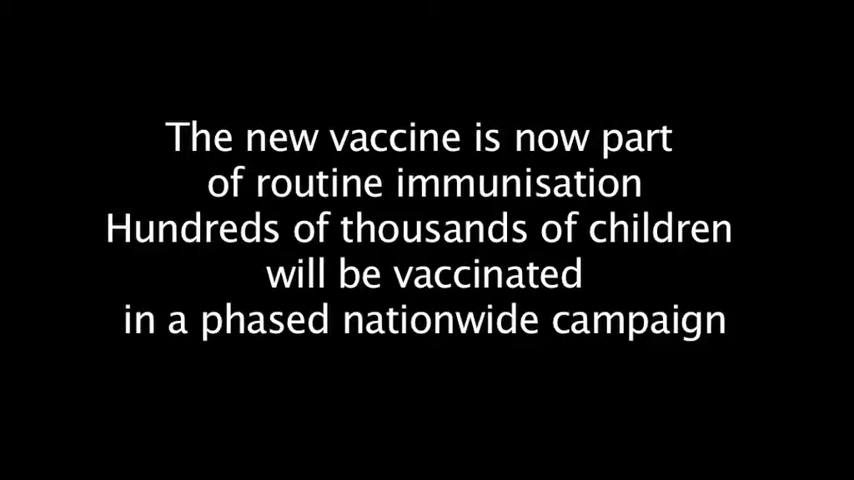 The new vaccine is now part
of routine immunisation
Hundreds of thousands of children
will be vaccinated
in a phased nationwide campaign